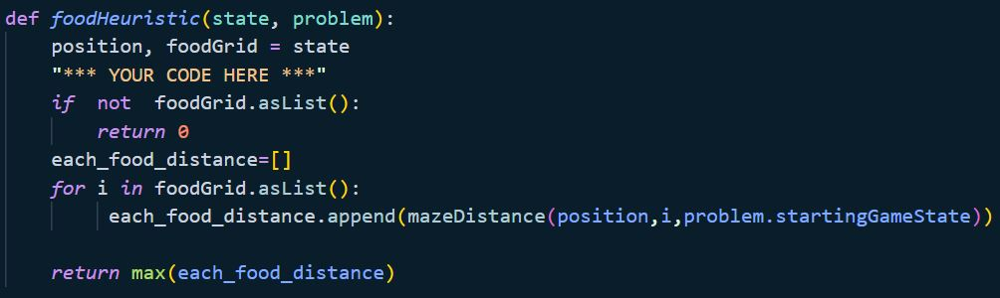 def foodHeuristic(state, problem):
    position, foodGrid = state
    "*** YOUR CODE HERE ***"
    if  not  foodGrid.asList():
        return 0
    each_food_distance=[]
    for i in foodGrid.asList():
         each_food_distance.append(mazeDistance(position,i,problem.startingGameState))
    return max(each_food_distance)